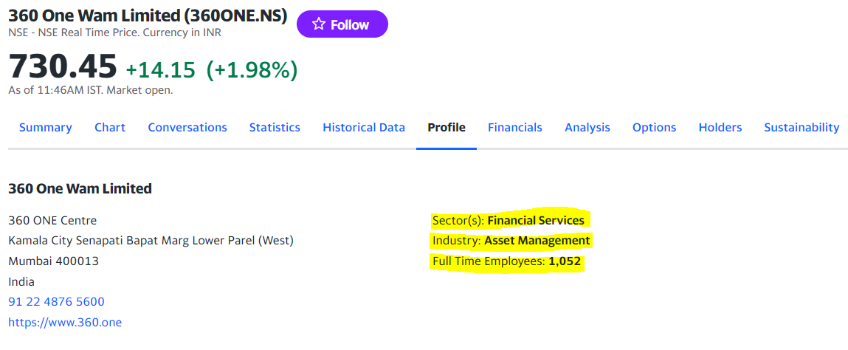 360 One Wam Limited (360ONE.NS)
Follow
NSE - NSE Real Time Price. Currency in INR
730.45 +14.15 (+1.98%)
As of 11:46AM IST. Market open.
Summary Chart Conversations Statistics Historical Data Profile Financials Analysis Options Holders Sustainability
360 One Wam Limited
360 ONE Centre
Kamala City Senapati Bapat Marg Lower Parel (West)
Mumbai 400013
India
91 22 4876 5600
https://www.360.one
Sector(s): Financial Services
Industry: Asset Management
Full Time Employees: 1,052